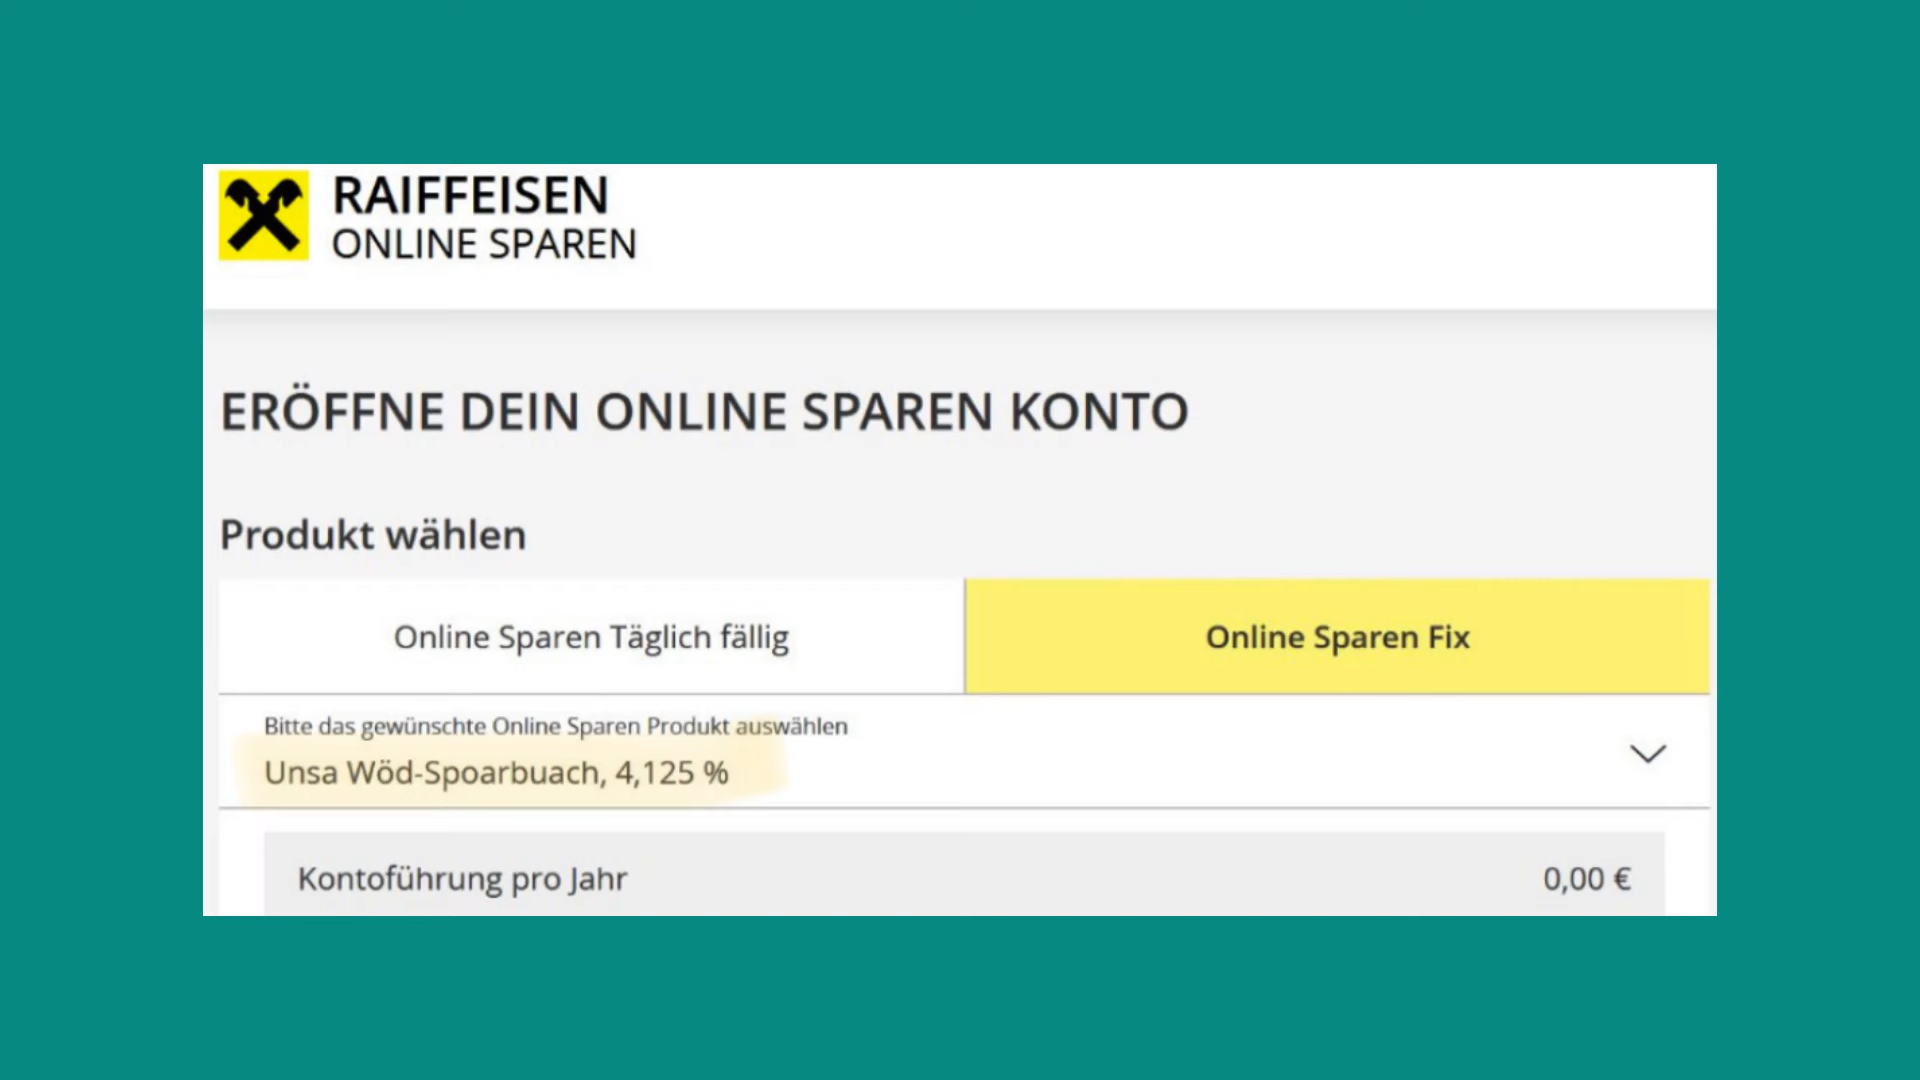 RAIFFEISEN
ONLINE SPAREN
ERÖFFNE DEIN ONLINE SPAREN KONTO
Produkt wählen
Online Sparen Täglich fällig
Online Sparen Fix
Bitte das gewünschte Online Sparen Produkt auswählen
Unsa Wöd-Spoarbuach, 4,125 %
Kontoführung pro Jahr
0,00 €